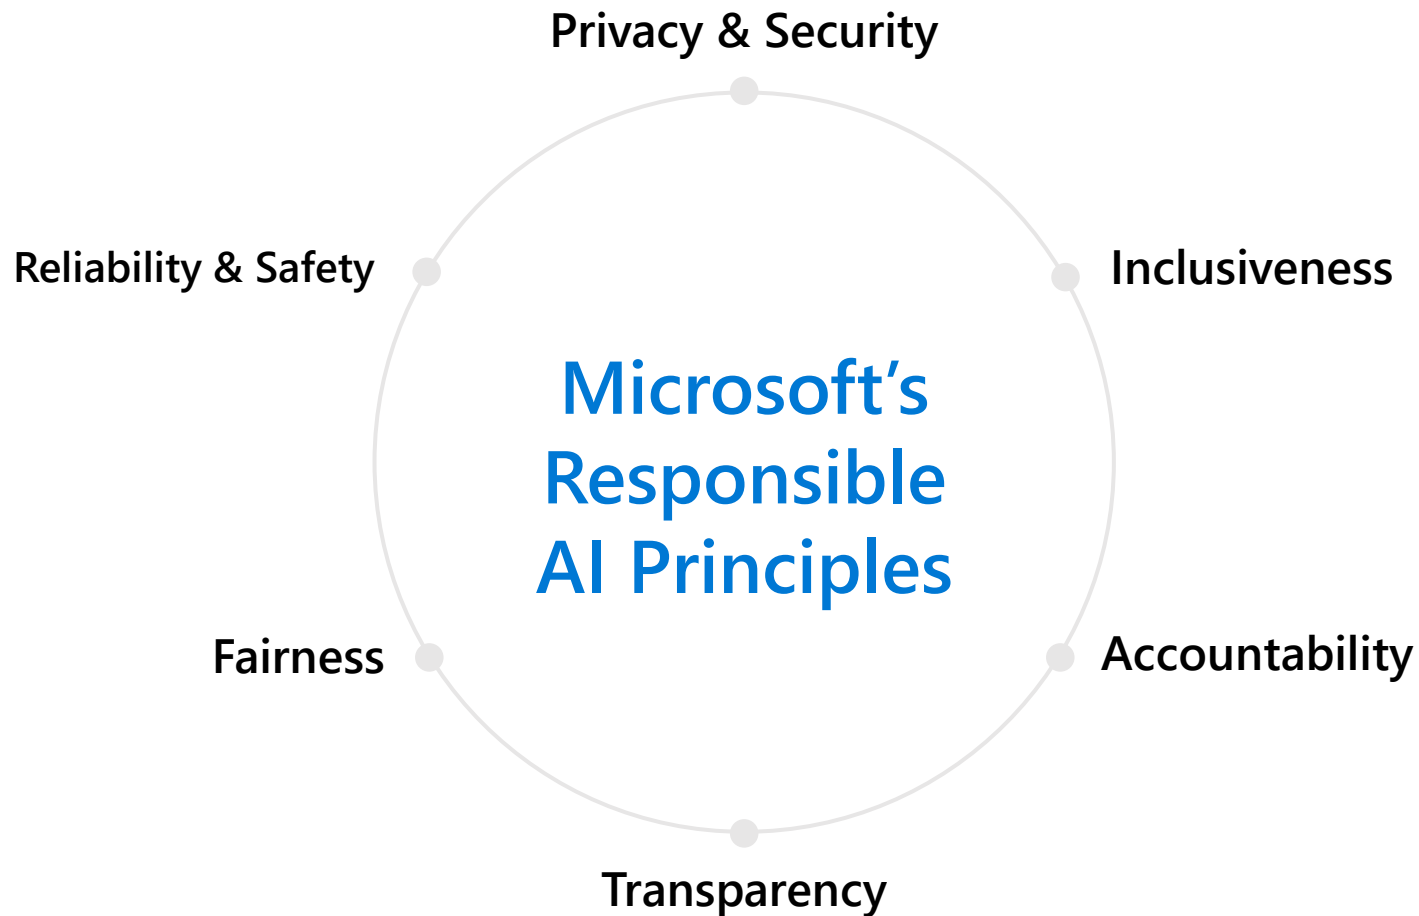 Privacy & Security
Reliability & Safety
Inclusiveness
Microsoft’s
Responsible
AI Principles
Fairness
Accountability
Transparency